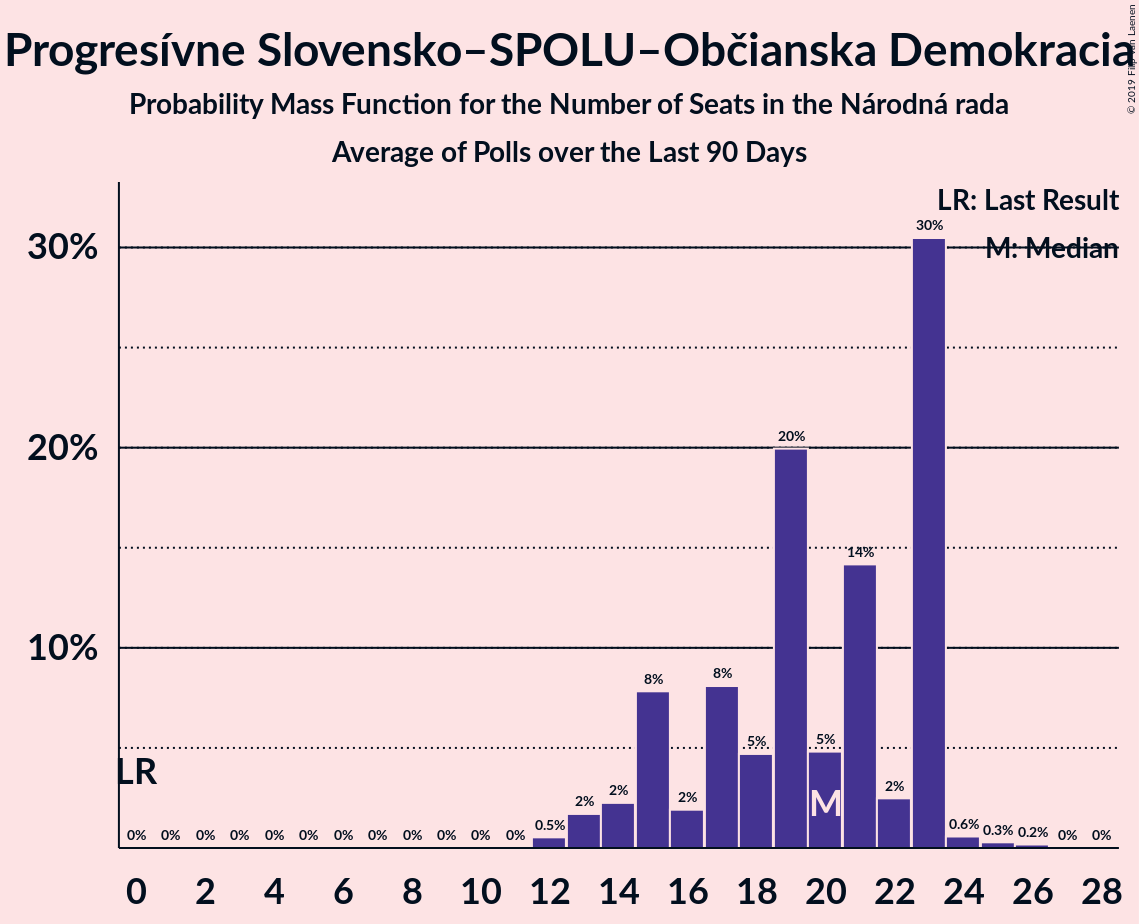 Progresívne Slovensko–SPOLU–Občianska Demokracia
© 2019 Filip van Laenen
Probability Mass Function for the Number of Seats in the Národná rada
Average of Polls over the Last 90 Days
LR: Last Result
M: Median
30%
20%
10%
30%
20%
14%
8%
8%
5%
5%
LR
M
0% 0% 0% 0% 0% 0% 0% 0% 0% 0% 0% 0% 0.5% 2% 2% 2% 2% 0.6% 0.3% 0.2% 0% 0%
0 2 4 6 8 10 12 14 16 18 20 22 24 26 28